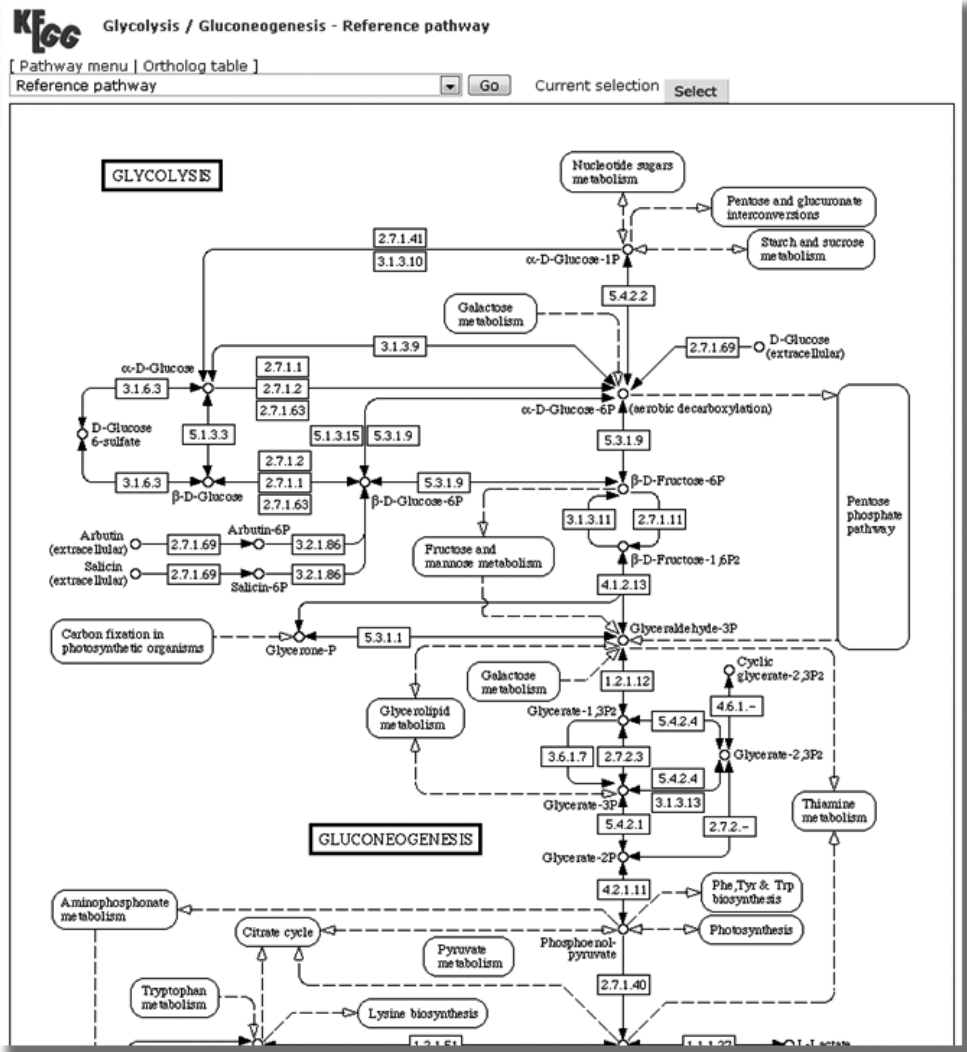 KEGG
Glycolysis / Gluconeogenesis - Reference pathway
[ Pathway menu | Ortholog table ]
Reference pathway
Go
Current selection
Select
GLYCOLYSIS
Nucleotide sugars
metabolism
Pentose and glucuronate
interconversions
Starch and sucrose
metabolism
2.7.1.41
3.1.3.10
α-D-Glucose-1P
5.4.2.2
Galactose
metabolism
3.1.3.9
2.7.1.69
D-Glucose
(extracellular)
α-D-Glucose
3.1.6.3
2.7.1.1
2.7.1.2
2.7.1.63
α-D-Glucose-6P
(aerobic decarboxylation)
D-Glucose
6-sulfate
5.1.3.3
5.1.3.15
5.3.1.9
5.3.1.9
2.7.1.2
2.7.1.1
2.7.1.63
3.1.6.3
β-D-Glucose
β-D-Glucose-6P
5.3.1.9
β-D-Fructose-6P
Pentose
phosphate
pathway
3.1.3.11
2.7.1.11
Arbutin
(extracellular)
2.7.1.69
Arbutin-6P
3.2.1.86
Fructose and
mannose metabolism
β-D-Fructose-1,6P2
Salicin
(extracellular)
2.7.1.69
Salicin-6P
3.2.1.86
4.1.2.13
Carbon fixation in
photosynthetic organisms
Glycerone-P
5.3.1.1
Glyceraldehyde-3P
Galactose
metabolism
1.2.1.12
Cyclic
glycerate-2,3P2
Glycerolipid
metabolism
Glycerate-1,3P2
5.4.2.4
4.6.1.-
3.6.1.7
2.7.2.3
Glycerate-2,3P2
5.4.2.4
3.1.3.13
Glycerate-3P
Thiamine
metabolism
5.4.2.1
2.7.2.-
GLUCONEOGENESIS
Glycerate-2P
4.2.1.11
Phe,Tyr & Trp
biosynthesis
Aminophosphonate
metabolism
Citrate cycle
Photosynthesis
Phosphoenol-
pyruvate
Pyruvate
metabolism
2.7.1.40
Tryptophan
metabolism
Lysine biosynthesis
1.2.1.51
1.1.1.27
L-Lactate